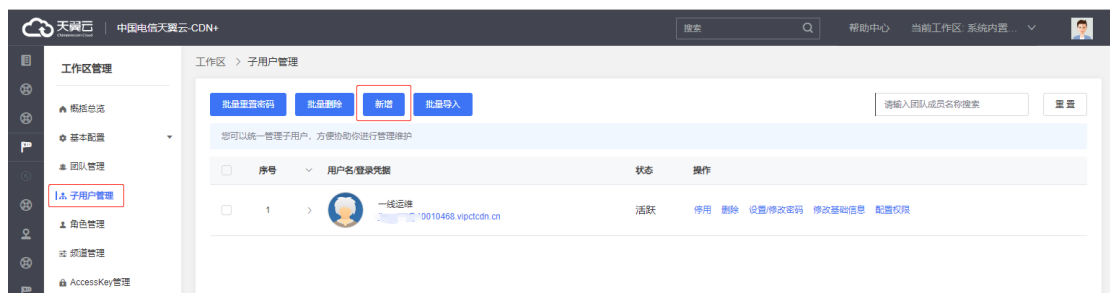 天翼云 中国电信天翼云-CDN+ 搜索 帮助中心 当前工作区: 系统内置...
工作区管理
工作区 > 子用户管理
概括总览
基本配置
团队管理
子用户管理
角色管理
频道管理
AccessKey管理
批量重置密码 批量删除 新增 批量导入 请输入团队成员名称搜索 重置
您可以统一管理子用户，方便协助你进行管理维护
序号 用户名/登录凭据 状态 操作
1 一线运维 活跃 停用 删除 设置/修改密码 修改基础信息 配置权限
10010468.vipctcdn.cn